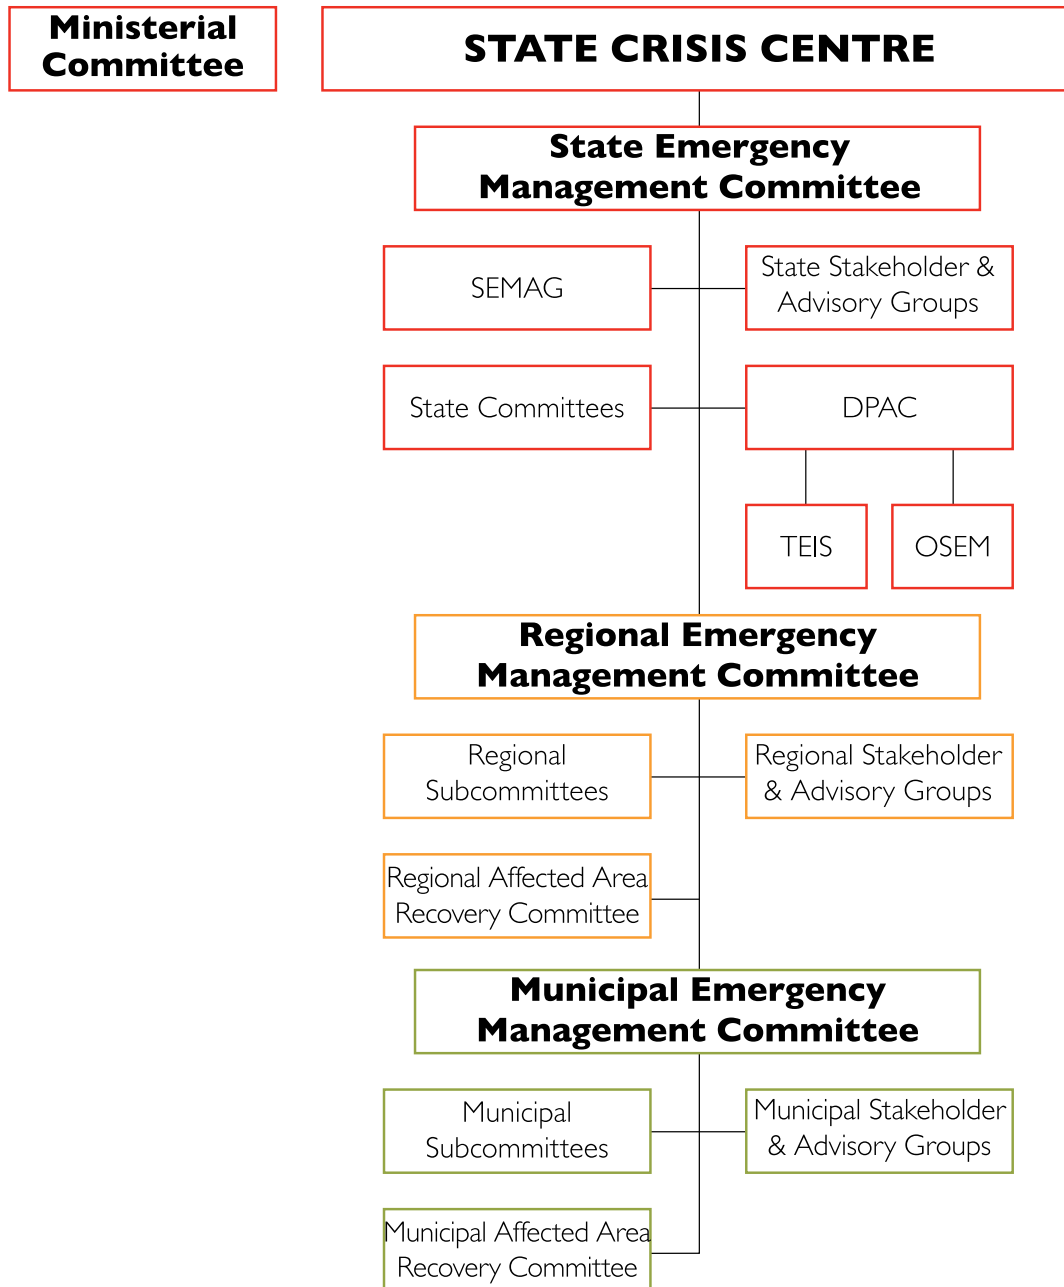 Ministerial
Committee
STATE CRISIS CENTRE
State Emergency
Management Committee
SEMAG
State Stakeholder &
Advisory Groups
State Committees
DPAC
TEIS
OSEM
Regional Emergency
Management Committee
Regional
Subcommittees
Regional Stakeholder
& Advisory Groups
Regional Affected Area
Recovery Committee
Municipal Emergency
Management Committee
Municipal
Subcommittees
Municipal Stakeholder
& Advisory Groups
Municipal Affected Area
Recovery Committee